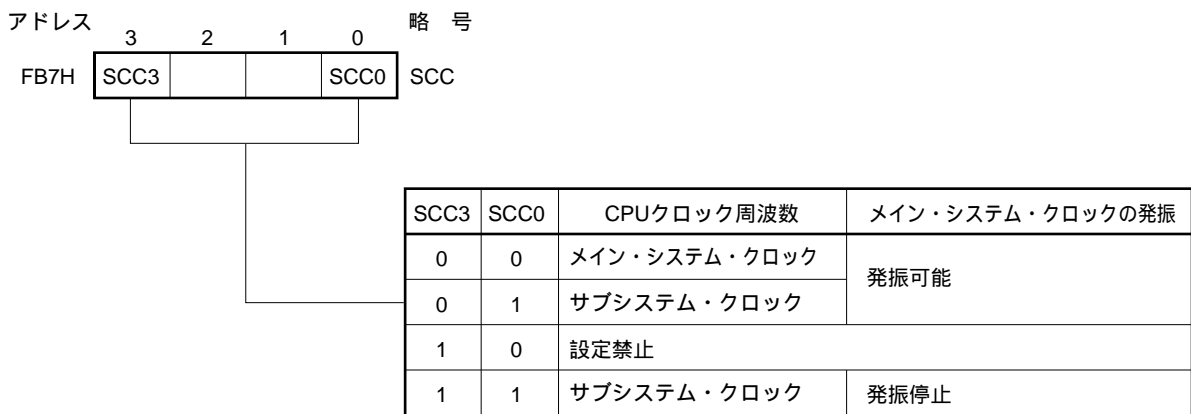 アドレス 略 号
3 2 1 0
FB7H SCC3 SCC0 SCC
SCC3 SCC0 CPUクロック周波数 メイン・システム・クロックの発振
0 0 メイン・システム・クロック 発振可能
0 1 サブシステム・クロック
1 0 設定禁止
1 1 サブシステム・クロック 発振停止